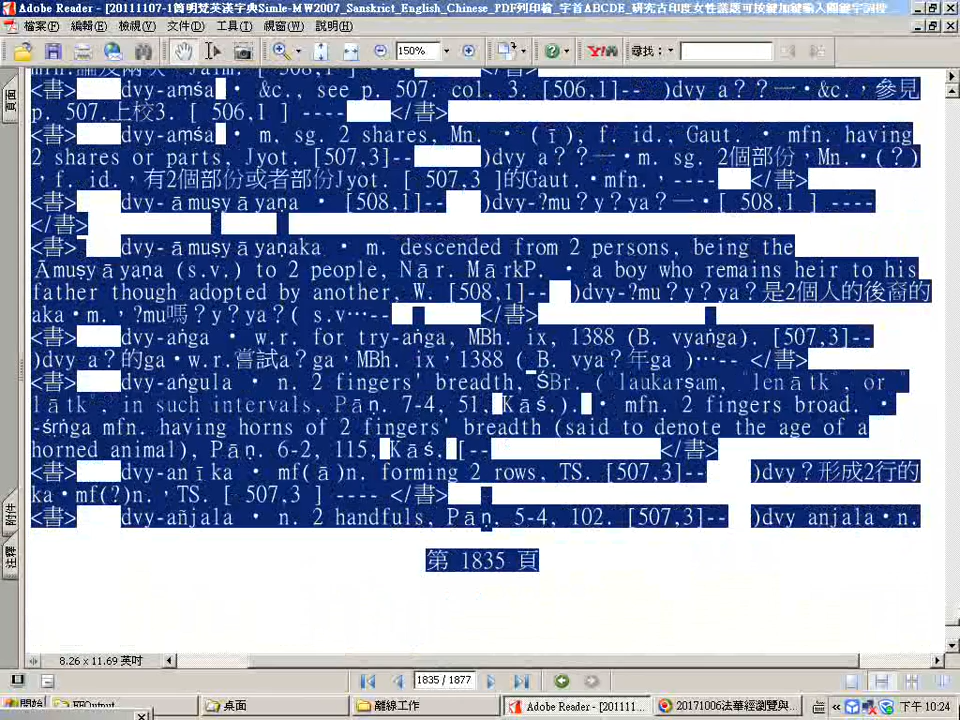 Adobe Reader - [20111107-1簡明梵英漢字典Simle-MW2007_Sanskrict_English_Chinese_PDF列印檔_字首ABCDE_研究古印度女性議題可按鍵輸入關鍵字詞搜
檔案(F) 編輯(E) 檢視(V) 文件(D) 工具(T) 視窗(W) 說明(H)
150% Y! 尋找:
頁面
[508,1]-- </書>
<書> dvy-aṃśa • &c., see p. 507, col. 3. [506,1]-- )dvy a??一•&c.,參見
p. 507,上校3. [ 506,1 ] ---- </書>
<書> dvy-aṃśa • m. sg. 2 shares, Mn. • (ī), f. id., Gaut. • mfn. having
2 shares or parts, Jyot. [507,3]-- )dvy a??一•m. sg. 2個部份,Mn.•(?)
,f. id.,有2個部份或者部份Jyot. [ 507,3 ]的Gaut.•mfn.,---- </書>
<書> dvy-āmuṣyāyaṇa • [508,1]-- )dvy-?mu?y?ya?一•[ 508,1 ] ----
</書>
<書> dvy-āmuṣyāyaṇaka • m. descended from 2 persons, being the
Āmuṣyāyaṇa (s.v.) to 2 people, Nār. MārkP. • a boy who remains heir to his
father though adopted by another, W. [508,1]-- )dvy-?mu?y?ya?是2個人的後裔的
aka•m.,?mu嗎?y?ya?( s.v…-- </書>
<書> dvy-aṅga • w.r. for try-aṅga, MBh. ix, 1388 (B. vyaṅga). [507,3]--
)dvy a?的ga•w.r.嘗試a?ga,MBh. ix,1388 ( B. vya?年ga )…-- </書>
<書> dvy-aṅgula • n. 2 fingers' breadth, ŚBr. (°laukarṣam, °lenātk°, or °
lātk°, in such intervals, Pāṇ. 7-4, 51, Kāś.). • mfn. 2 fingers broad. •
-śṛṅga mfn. having horns of 2 fingers' breadth (said to denote the age of a
horned animal), Pāṇ. 6-2, 115, Kāś. [-- </書>
<書> dvy-anīka • mf(ā)n. forming 2 rows, TS. [507,3]-- )dvy?形成2行的
ka•mf(?)n.,TS. [ 507,3 ] ---- </書>
<書> dvy-añjala • n. 2 handfuls, Pāṇ. 5-4, 102. [507,3]-- )dvy anjala•n.
第 1835 頁
附件
注釋
8.26 x 11.69 英吋
1835 / 1877
開始 FFOutput 桌面 離線工作 Adobe Reader - [2011... 20171006法華經瀏覽與... 下午 10:24